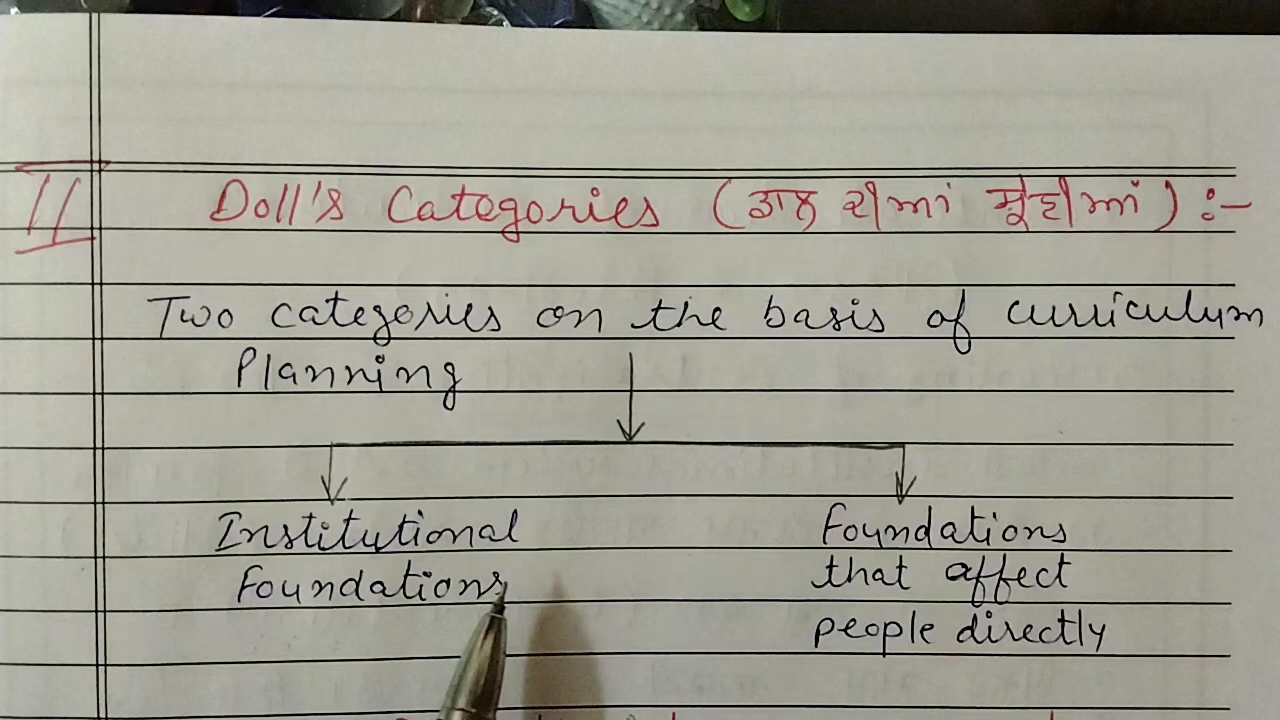 II Doll's Categories (ਡਾਲ ਦੀਆਂ ਸੂਚੀਆਂ) :-
Two categories on the basis of curriculum
Planning
Institutional
Foundations
Foundations
that affect
people directly